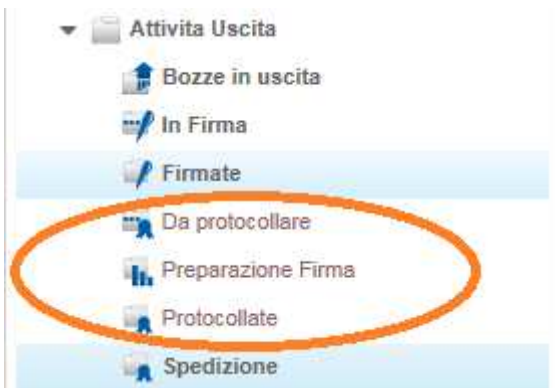 Attivita Uscita
Bozze in uscita
In Firma
Firmate
Da protocollare
Preparazione Firma
Protocollate
Spedizione